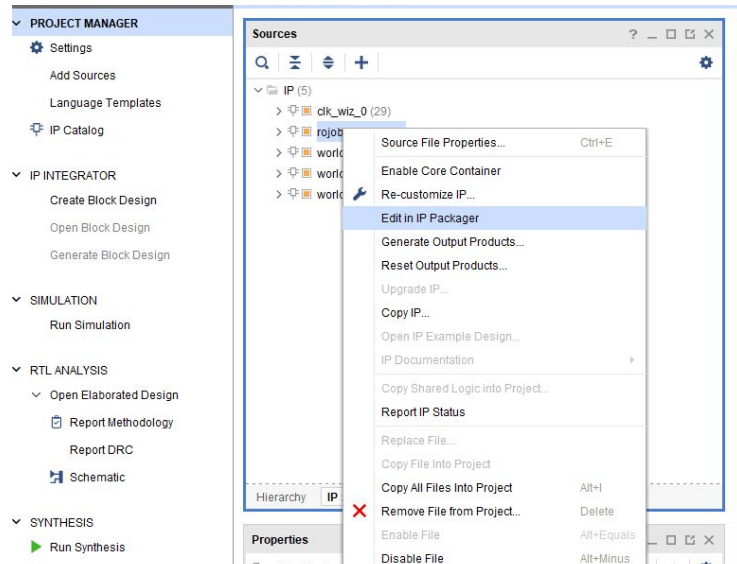 PROJECT MANAGER
Settings
Add Sources
Language Templates
IP Catalog
IP INTEGRATOR
Create Block Design
Open Block Design
Generate Block Design
SIMULATION
Run Simulation
RTL ANALYSIS
Open Elaborated Design
Report Methodology
Report DRC
Schematic
SYNTHESIS
Run Synthesis
Sources
? _
IP (5)
clk_wiz_0 (29)
rojob
world
world
world
Source File Properties... Ctrl+E
Enable Core Container
Re-customize IP...
Edit in IP Packager
Generate Output Products...
Reset Output Products...
Upgrade IP...
Copy IP...
Open IP Example Design...
IP Documentation
Copy Shared Logic into Project...
Report IP Status
Replace File...
Copy File Into Project
Copy All Files Into Project Alt+I
Remove File from Project... Delete
Enable File Alt+Equals
Disable File Alt+Minus
Hierarchy IP
Properties